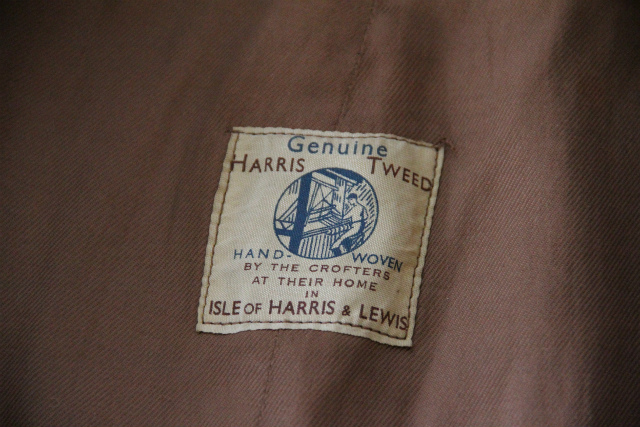 Genuine
HARRIS TWEED
HAND-WOVEN
BY THE CROFTERS
AT THEIR HOME
IN
ISLE OF HARRIS & LEWIS